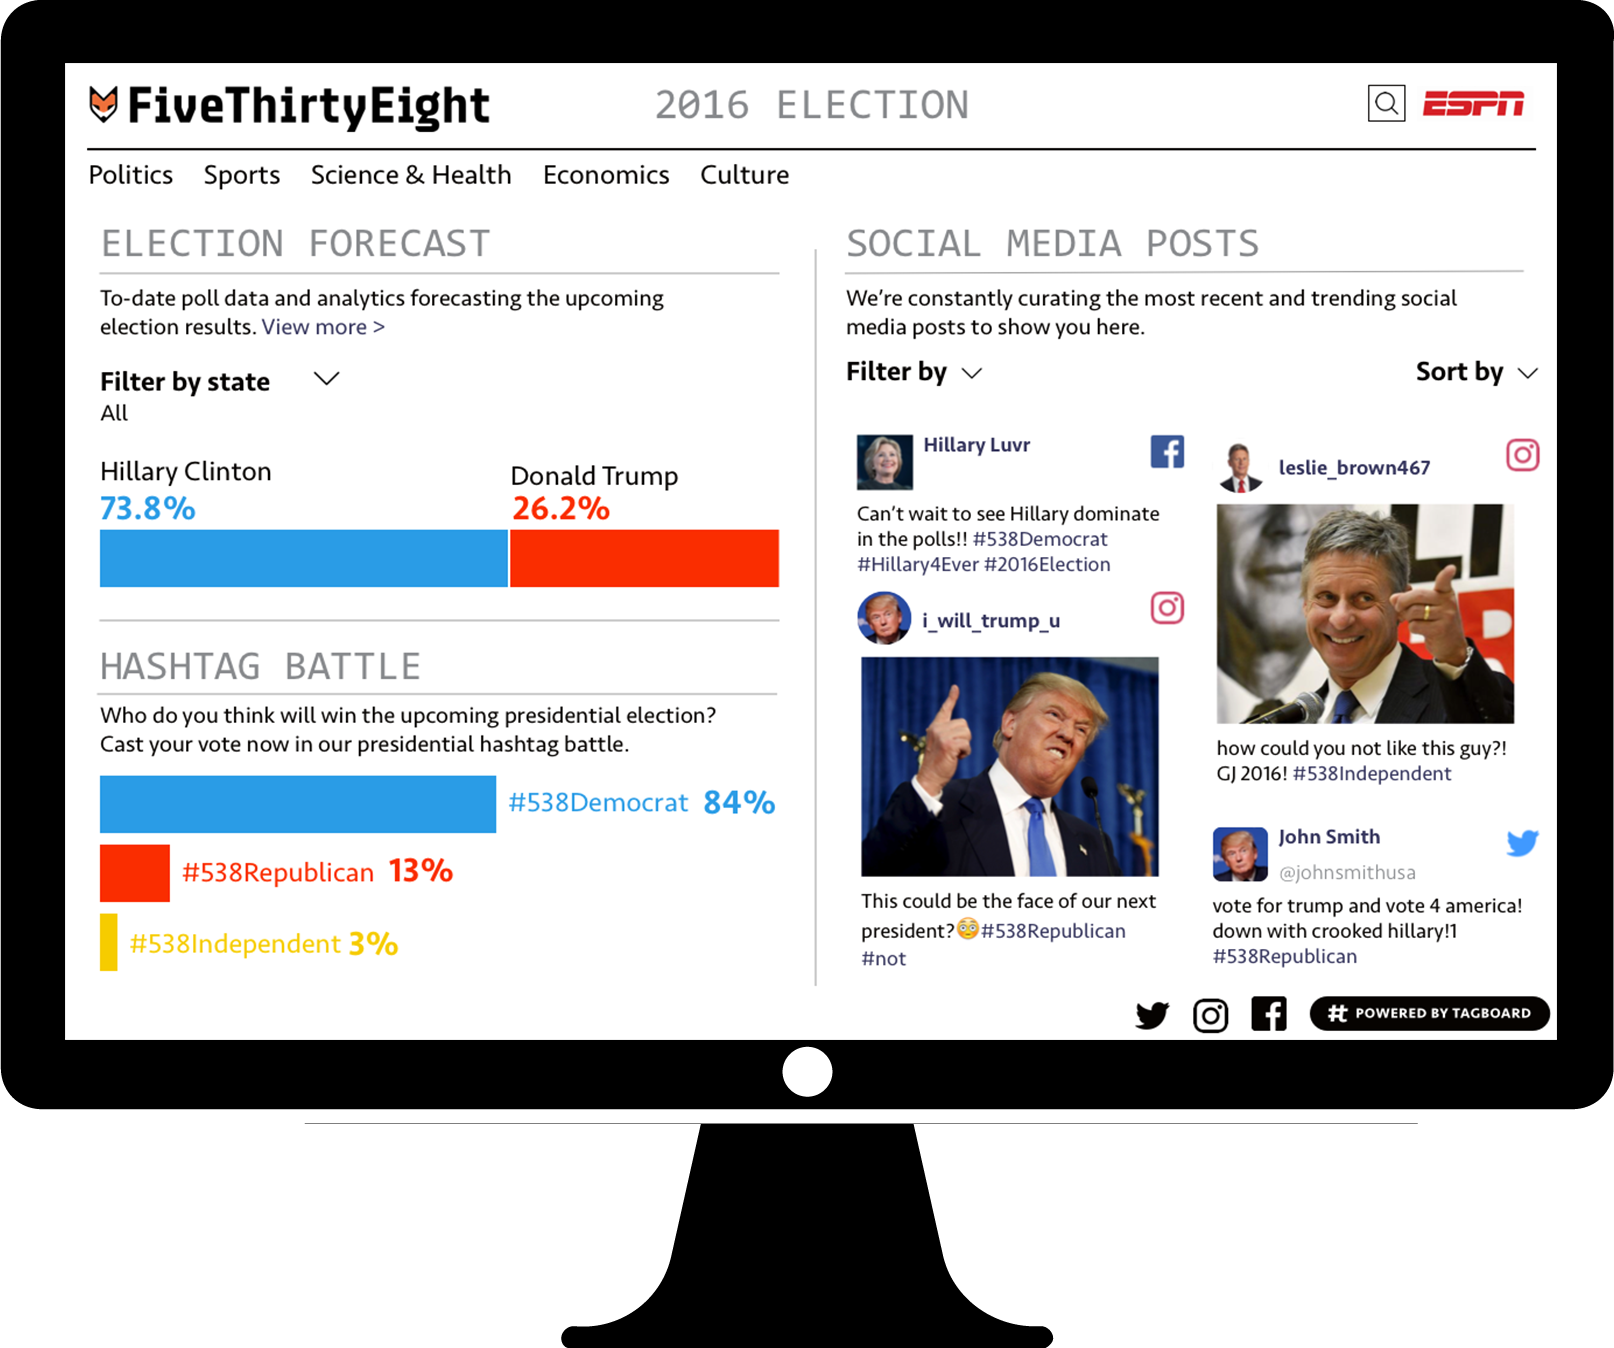 FiveThirtyEight
2016 ELECTION
ESPN
Politics Sports Science & Health Economics Culture
ELECTION FORECAST
To-date poll data and analytics forecasting the upcoming
election results. View more >
Filter by state
All
Hillary Clinton
73.8%
Donald Trump
26.2%
HASHTAG BATTLE
Who do you think will win the upcoming presidential election?
Cast your vote now in our presidential hashtag battle.
#538Democrat 84%
#538Republican 13%
#538Independent 3%
SOCIAL MEDIA POSTS
We're constantly curating the most recent and trending social
media posts to show you here.
Filter by
Sort by
Hillary Luvr
Can't wait to see Hillary dominate
in the polls!! #538Democrat
#Hillary4Ever #2016Election
i_will_trump_u
This could be the face of our next
president?😳#538Republican
#not
leslie_brown467
how could you not like this guy?!
GJ 2016! #538Independent
John Smith
@johnsmithusa
vote for trump and vote 4 america!
down with crooked hillary!1
#538Republican
POWERED BY TAGBOARD